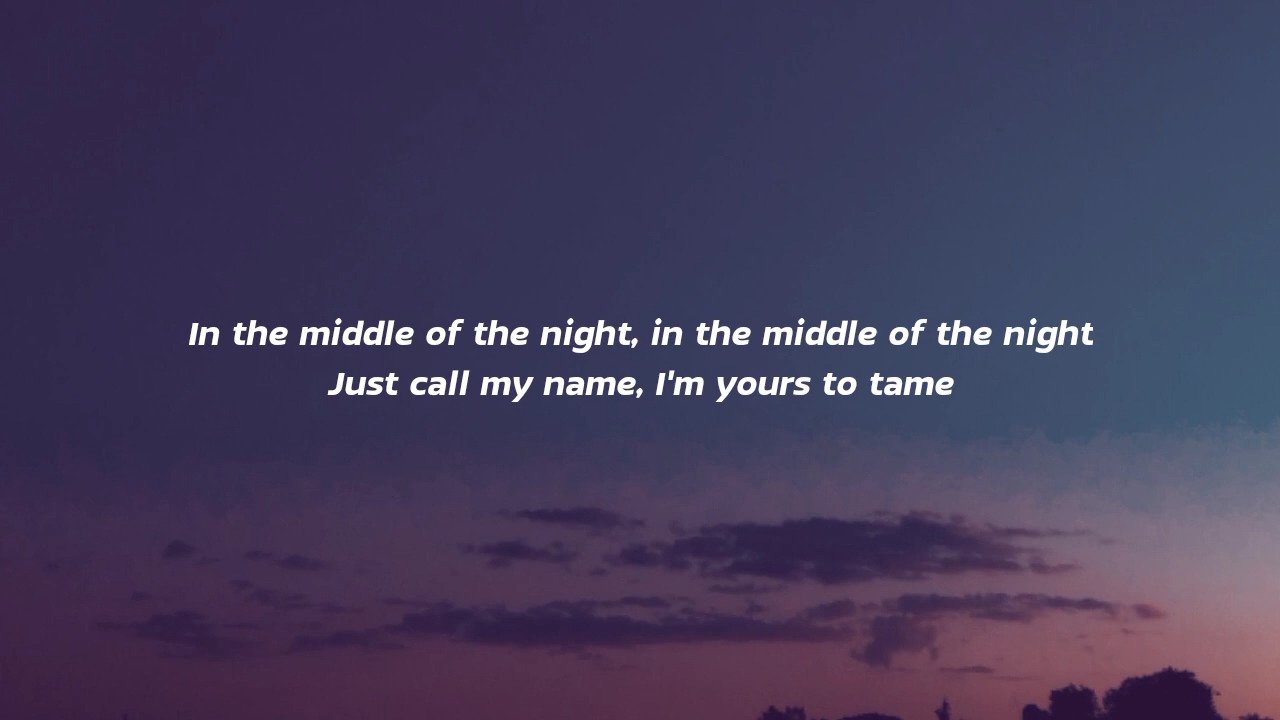 In the middle of the night, in the middle of the night
Just call my name, I'm yours to tame